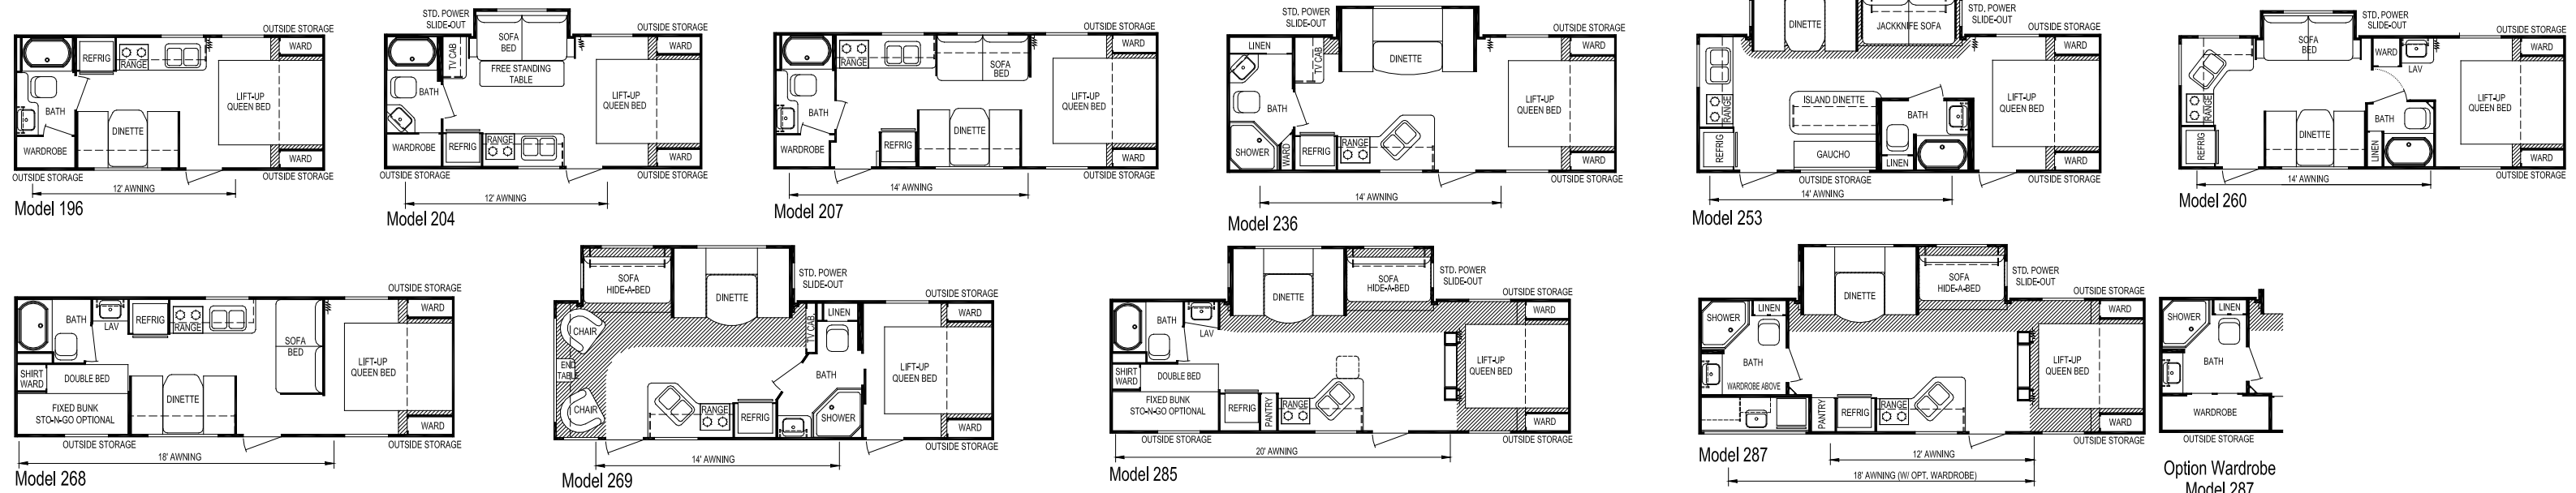 OUTSIDE STORAGE
REFRIG
RANGE
WARD
BATH
LIFT-UP
QUEEN BED
DINETTE
WARDROBE
WARD
OUTSIDE STORAGE
OUTSIDE STORAGE
12' AWNING
Model 196
STD. POWER
SLIDE-OUT
SOFA
BED
TV CAB
FREE STANDING
TABLE
OUTSIDE STORAGE
WARD
BATH
LIFT-UP
QUEEN BED
WARDROBE
REFRIG
RANGE
WARD
OUTSIDE STORAGE
OUTSIDE STORAGE
12' AWNING
Model 204
OUTSIDE STORAGE
RANGE
SOFA
BED
WARD
BATH
LIFT-UP
QUEEN BED
WARDROBE
REFRIG
DINETTE
WARD
OUTSIDE STORAGE
14' AWNING
Model 207
STD. POWER
SLIDE-OUT
LINEN
TV CAB
DINETTE
OUTSIDE STORAGE
WARD
BATH
LIFT-UP
QUEEN BED
SHOWER
WARD
REFRIG
RANGE
WARD
OUTSIDE STORAGE
14' AWNING
Model 236
DINETTE
JACKKNIFE SOFA
STD. POWER
SLIDE-OUT
OUTSIDE STORAGE
WARD
RANGE
ISLAND DINETTE
BATH
LIFT-UP
QUEEN BED
REFRIG
GAUCHO
LINEN
WARD
OUTSIDE STORAGE
OUTSIDE STORAGE
14' AWNING
Model 253
SOFA
BED
STD. POWER
SLIDE-OUT
OUTSIDE STORAGE
WARD
LAV
WARD
RANGE
LIFT-UP
QUEEN BED
REFRIG
DINETTE
BATH
LINEN
WARD
OUTSIDE STORAGE
14' AWNING
Model 260
OUTSIDE STORAGE
BATH
LAV
REFRIG
RANGE
WARD
SOFA
BED
LIFT-UP
QUEEN BED
SHIRT
WARD
DOUBLE BED
FIXED BUNK
STO-N-GO OPTIONAL
DINETTE
WARD
OUTSIDE STORAGE
OUTSIDE STORAGE
18' AWNING
Model 268
SOFA
HIDE-A-BED
DINETTE
STD. POWER
SLIDE-OUT
OUTSIDE STORAGE
CHAIR
TV CAB
LINEN
WARD
END
TABLE
BATH
LIFT-UP
QUEEN BED
CHAIR
RANGE
REFRIG
SHOWER
WARD
OUTSIDE STORAGE
14' AWNING
Model 269
DINETTE
SOFA
HIDE-A-BED
STD. POWER
SLIDE-OUT
OUTSIDE STORAGE
BATH
LAV
WARD
SHIRT
WARD
DOUBLE BED
LIFT-UP
QUEEN BED
FIXED BUNK
STO-N-GO OPTIONAL
REFRIG
PANTRY
RANGE
WARD
OUTSIDE STORAGE
OUTSIDE STORAGE
20' AWNING
Model 285
DINETTE
SOFA
HIDE-A-BED
STD. POWER
SLIDE-OUT
OUTSIDE STORAGE
SHOWER
LINEN
WARD
BATH
LIFT-UP
QUEEN BED
WARDROBE ABOVE
PANTRY
REFRIG
RANGE
WARD
OUTSIDE STORAGE
12' AWNING
18' AWNING (W/ OPT. WARDROBE)
Model 287
LINEN
SHOWER
BATH
WARDROBE
OUTSIDE STORAGE
Option Wardrobe
Model 287